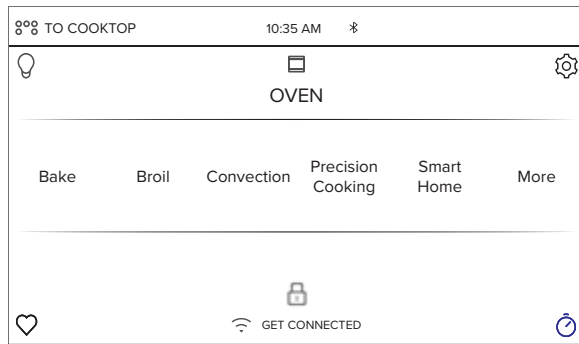 TO COOKTOP 10:35 AM
OVEN
Bake Broil Convection Precision Cooking Smart Home More
GET CONNECTED